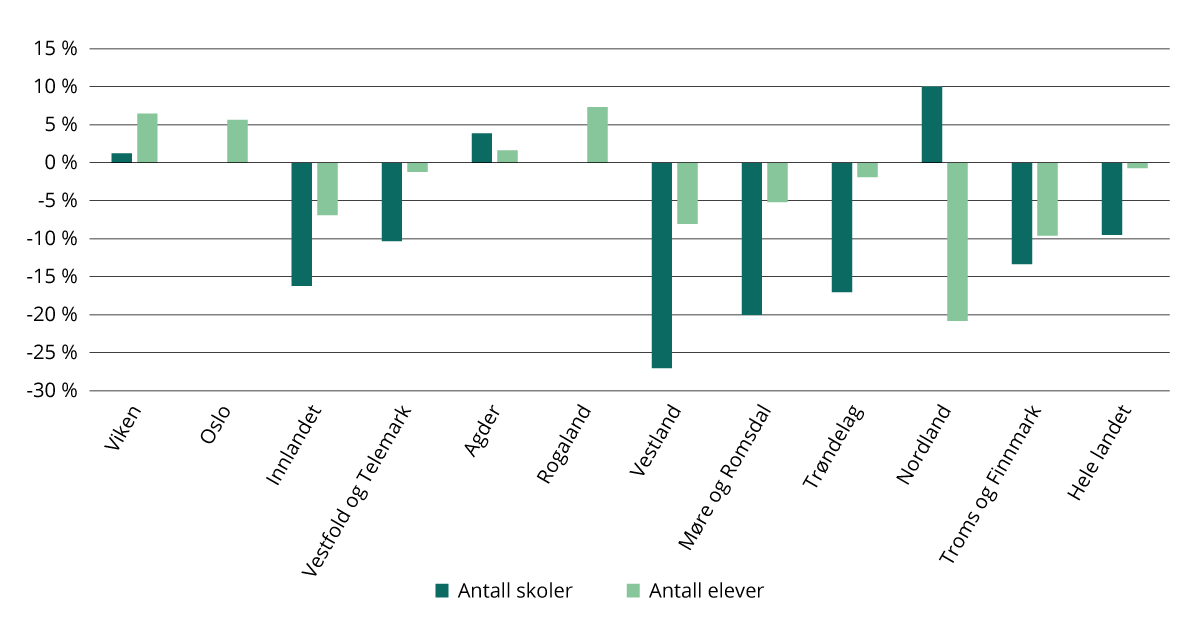 15 %
10 %
5 %
0 %
-5 %
-10 %
-15 %
-20 %
-25 %
-30 %
Viken
Oslo
Innlandet
Vestfold og Telemark
Agder
Rogaland
Vestland
Møre og Romsdal
Trøndelag
Nordland
Troms og Finnmark
Hele landet
Antall skoler
Antall elever